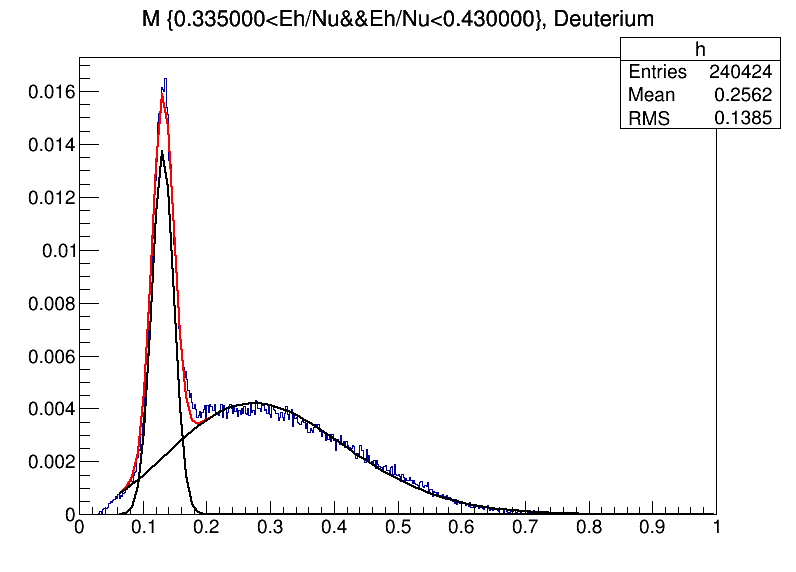 M {0.335000<Eh/Nu&&Eh/Nu<0.430000}, Deuterium
h
Entries 240424
Mean 0.2562
RMS 0.1385
0.016
0.014
0.012
0.01
0.008
0.006
0.004
0.002
0
0 0.1 0.2 0.3 0.4 0.5 0.6 0.7 0.8 0.9 1